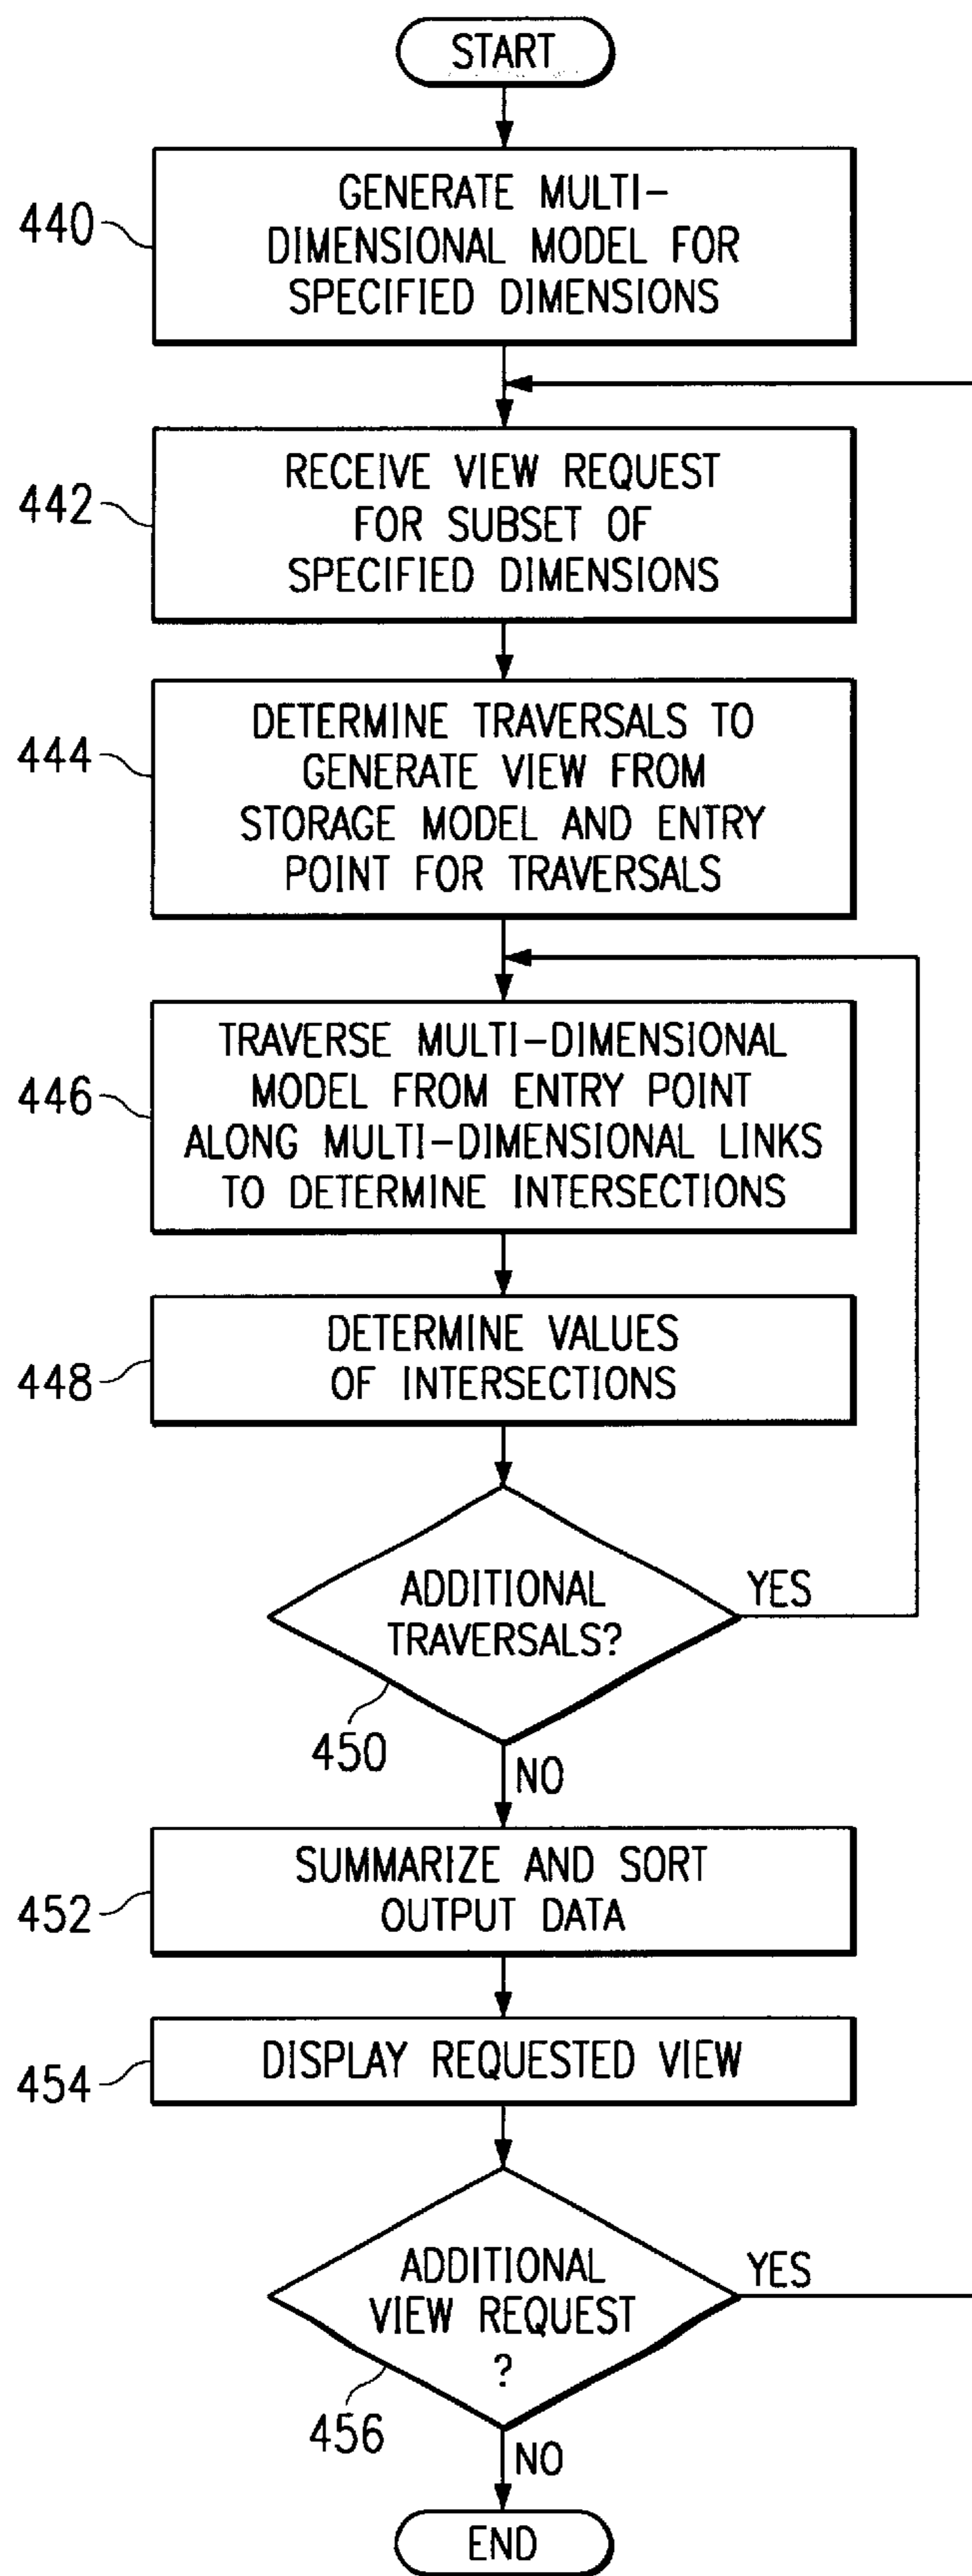 START
440
GENERATE MULTI-
DIMENSIONAL MODEL FOR
SPECIFIED DIMENSIONS
442
RECEIVE VIEW REQUEST
FOR SUBSET OF
SPECIFIED DIMENSIONS
444
DETERMINE TRAVERSALS TO
GENERATE VIEW FROM
STORAGE MODEL AND ENTRY
POINT FOR TRAVERSALS
446
TRAVERSE MULTI-DIMENSIONAL
MODEL FROM ENTRY POINT
ALONG MULTI-DIMENSIONAL LINKS
TO DETERMINE INTERSECTIONS
448
DETERMINE VALUES
OF INTERSECTIONS
ADDITIONAL
TRAVERSALS?
YES
450
NO
452
SUMMARIZE AND SORT
OUTPUT DATA
454
DISPLAY REQUESTED VIEW
ADDITIONAL
VIEW REQUEST
?
YES
456
NO
END